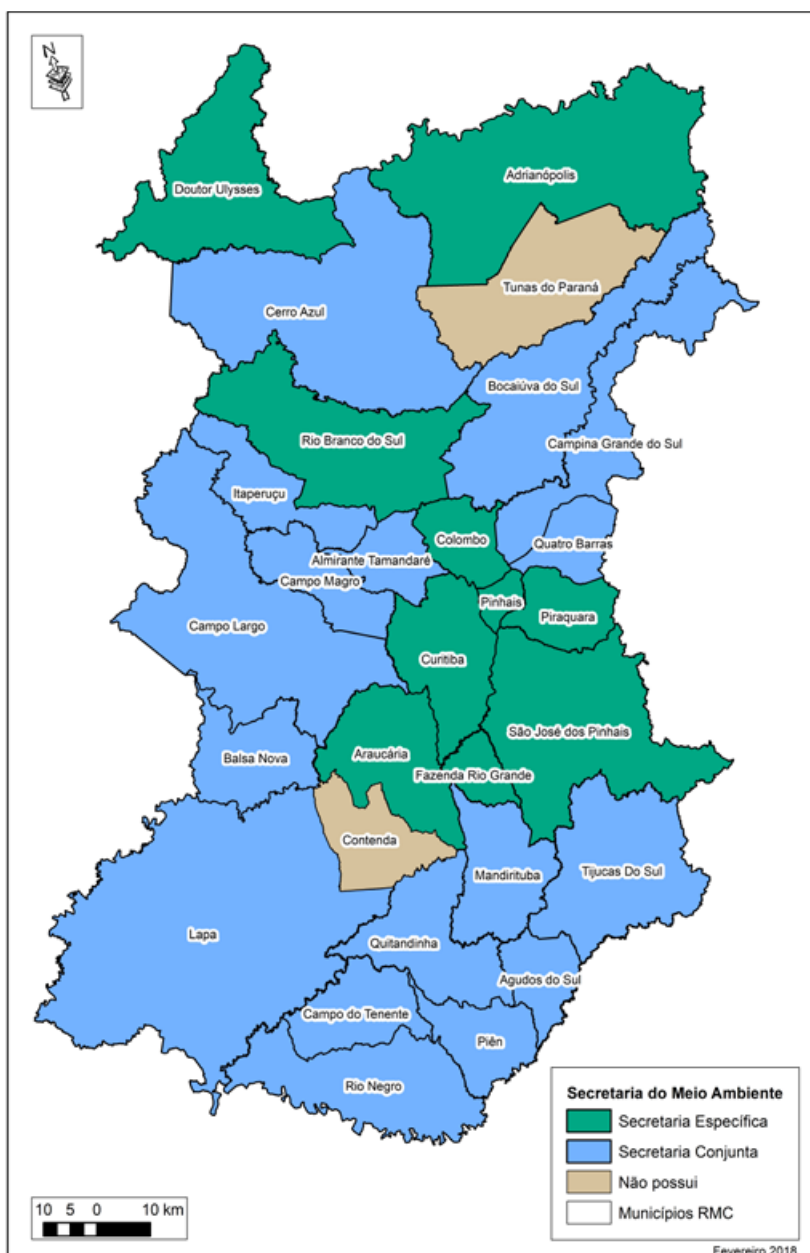 N
Doutor Ulysses
Adrianópolis
Tunas do Paraná
Cerro Azul
Bocaiúva do Sul
Rio Branco do Sul
Campina Grande do Sul
Itaperuçu
Colombo
Quatro Barras
Almirante Tamandaré
Campo Magro
Pinhais
Piraquara
Campo Largo
Curitiba
São José dos Pinhais
Balsa Nova
Araucária
Fazenda Rio Grande
Contenda
Mandirituba
Tijucas Do Sul
Lapa
Quitandinha
Agudos do Sul
Campo do Tenente
Piên
Rio Negro
Secretaria do Meio Ambiente
Secretaria Específica
Secretaria Conjunta
Não possui
Municípios RMC
10 5 0 10 km
Fevereiro 2018